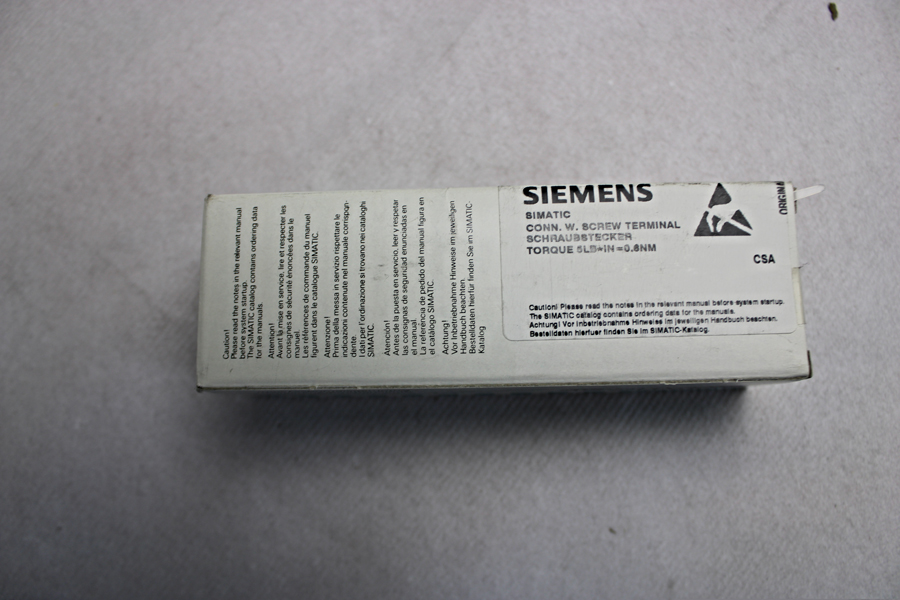 Caution!
Please read the notes in the relevant manual
before system startup.
The SIMATIC catalog contains ordering data
for the manuals.
Attention!
Avant la mise en service, lire et respecter les
consignes de sécurité énoncées dans le
manuel.
Les références de commande du manuel
figurent dans le catalogue SIMATIC.
Attenzione!
Prima della messa in servizio rispettare le
indicazioni contenute nel manuale corrispon-
dente.
I dati per l'ordinazione si trovano nei cataloghi
SIMATIC.
Atención!
Antes de la puesta en servicio, leer y respetar
las consignas de seguridad enunciadas en
el manual.
La referencia de pedido del manual figura en
el catálogo SIMATIC.
Achtung!
Vor Inbetriebnahme Hinweise im jeweiligen
Handbuch beachten.
Bestelldaten hierfür finden Sie im SIMATIC-
Katalog
SIEMENS
SIMATIC
CONN. W. SCREW TERMINAL
SCHRAUBSTECKER
TORQUE 5LB-IN=0.6NM
CSA
Caution! Please read the notes in the relevant manual before system startup.
The SIMATIC catalog contains ordering data for the manuals.
Achtung! Vor Inbetriebnahme Hinweise im jeweiligen Handbuch beachten.
Bestelldaten hierfuer finden Sie im SIMATIC-Katalog.